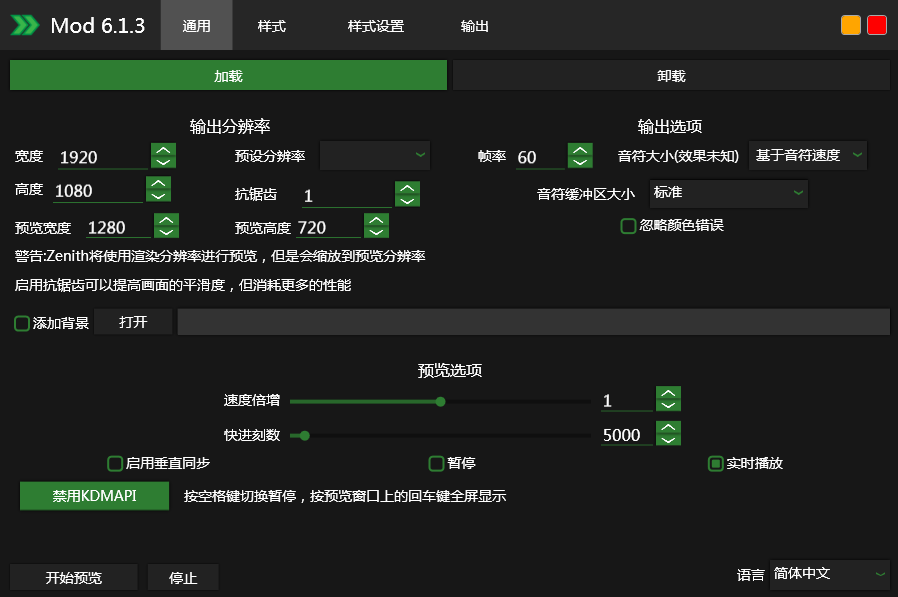 Mod 6.1.3 通用 样式 样式设置 输出
加载 卸载
输出分辨率 输出选项
宽度 1920 预设分辨率 帧率 60 音符大小(效果未知) 基于音符速度
高度 1080 抗锯齿 1 音符缓冲区大小 标准
预览宽度 1280 预览高度 720 忽略颜色错误
警告:Zenith将使用渲染分辨率进行预览，但是会缩放到预览分辨率
启用抗锯齿可以提高画面的平滑度，但消耗更多的性能
添加背景 打开
预览选项
速度倍增 1
快进刻数 5000
启用垂直同步 暂停 实时播放
禁用KDMAPI 按空格键切换暂停，按预览窗口上的回车键全屏显示
开始预览 停止 语言 简体中文